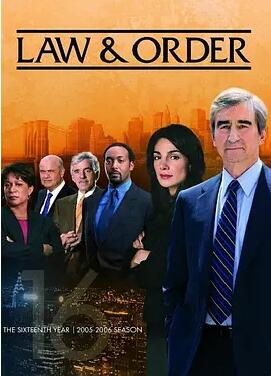 LAW & ORDER
16
THE SIXTEENTH YEAR | 2005-2006 SEASON